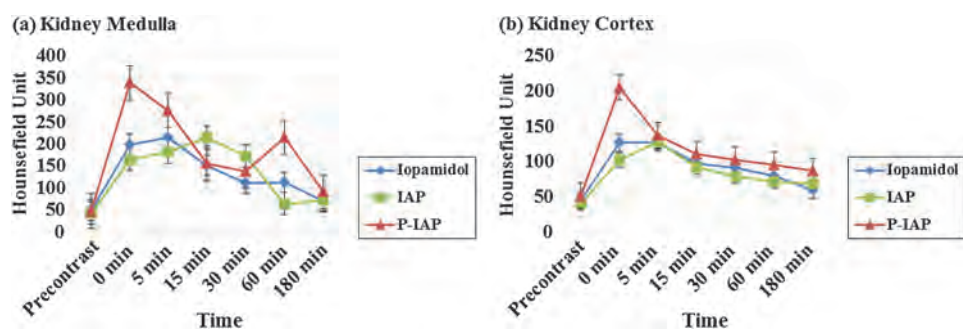 (a) Kidney Medulla
Hounsefield Unit
400
350
300
250
200
150
100
50
0
Precontrast
0 min
5 min
15 min
30 min
60 min
180 min
Time
Iopamidol
IAP
P-IAP
(b) Kidney Cortex
Hounsefield Unit
250
200
150
100
50
0
Precontrast
0 min
5 min
15 min
30 min
60 min
180 min
Time
Iopamidol
IAP
P-IAP